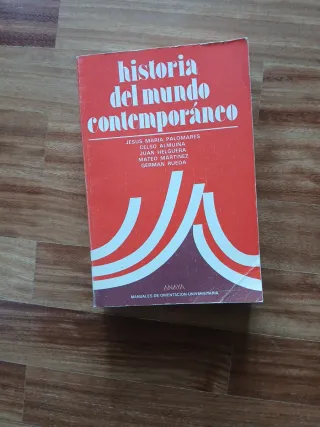 historia
del mundo
contemporáneo
JESUS MARIA PALOMARES
CELSO ALMUIÑA
JUAN HELGUERA
MATEO MARTINEZ
GERMAN RUEDA
ANAYA
MANUALES DE ORIENTACION UNIVERSITARIA